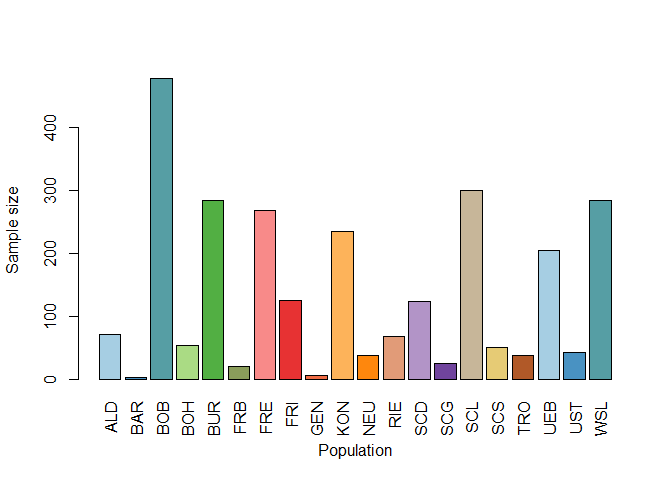 Sample size
400
300
200
100
0
ALD BAR BOB BOH BUR FRB FRE FRI GEN KON NEU RIE SCD SCG SCL SCS TRO UEB UST WSL
Population